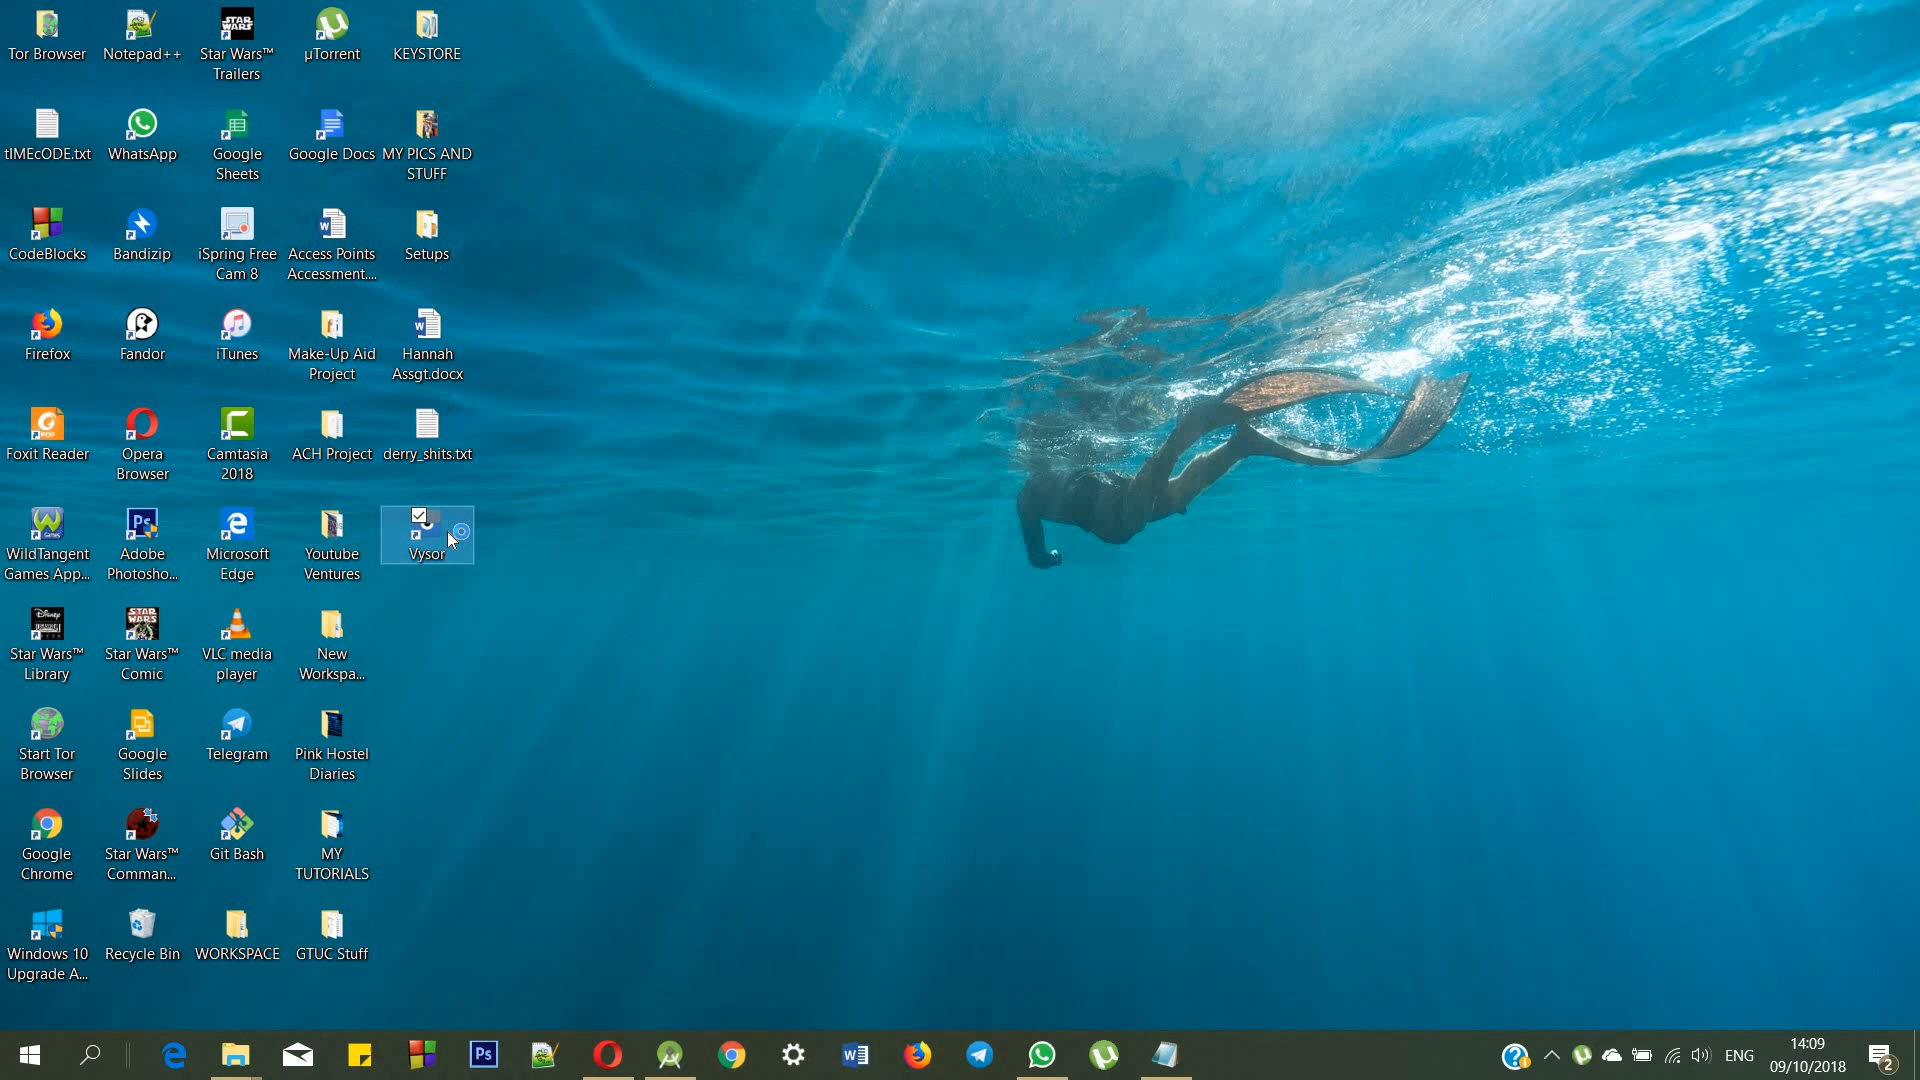 Tor Browser
Notepad++
Star Wars™
Trailers
µTorrent
KEYSTORE
tIMEcODE.txt
WhatsApp
Google
Sheets
Google Docs
MY PICS AND
STUFF
CodeBlocks
Bandizip
iSpring Free
Cam 8
Access Points
Accessment....
Setups
Firefox
Fandor
iTunes
Make-Up Aid
Project
Hannah
Assgt.docx
Foxit Reader
Opera
Browser
Camtasia
2018
ACH Project
derry_shits.txt
WildTangent
Games App...
Adobe
Photosho...
Microsoft
Edge
Youtube
Ventures
Vysor
Star Wars™
Library
Star Wars™
Comic
VLC media
player
New
Workspa...
Start Tor
Browser
Google
Slides
Telegram
Pink Hostel
Diaries
Google
Chrome
Star Wars™
Comman...
Git Bash
MY
TUTORIALS
Windows 10
Upgrade A...
Recycle Bin
WORKSPACE
GTUC Stuff
Ps
ENG
14:09
09/10/2018
2